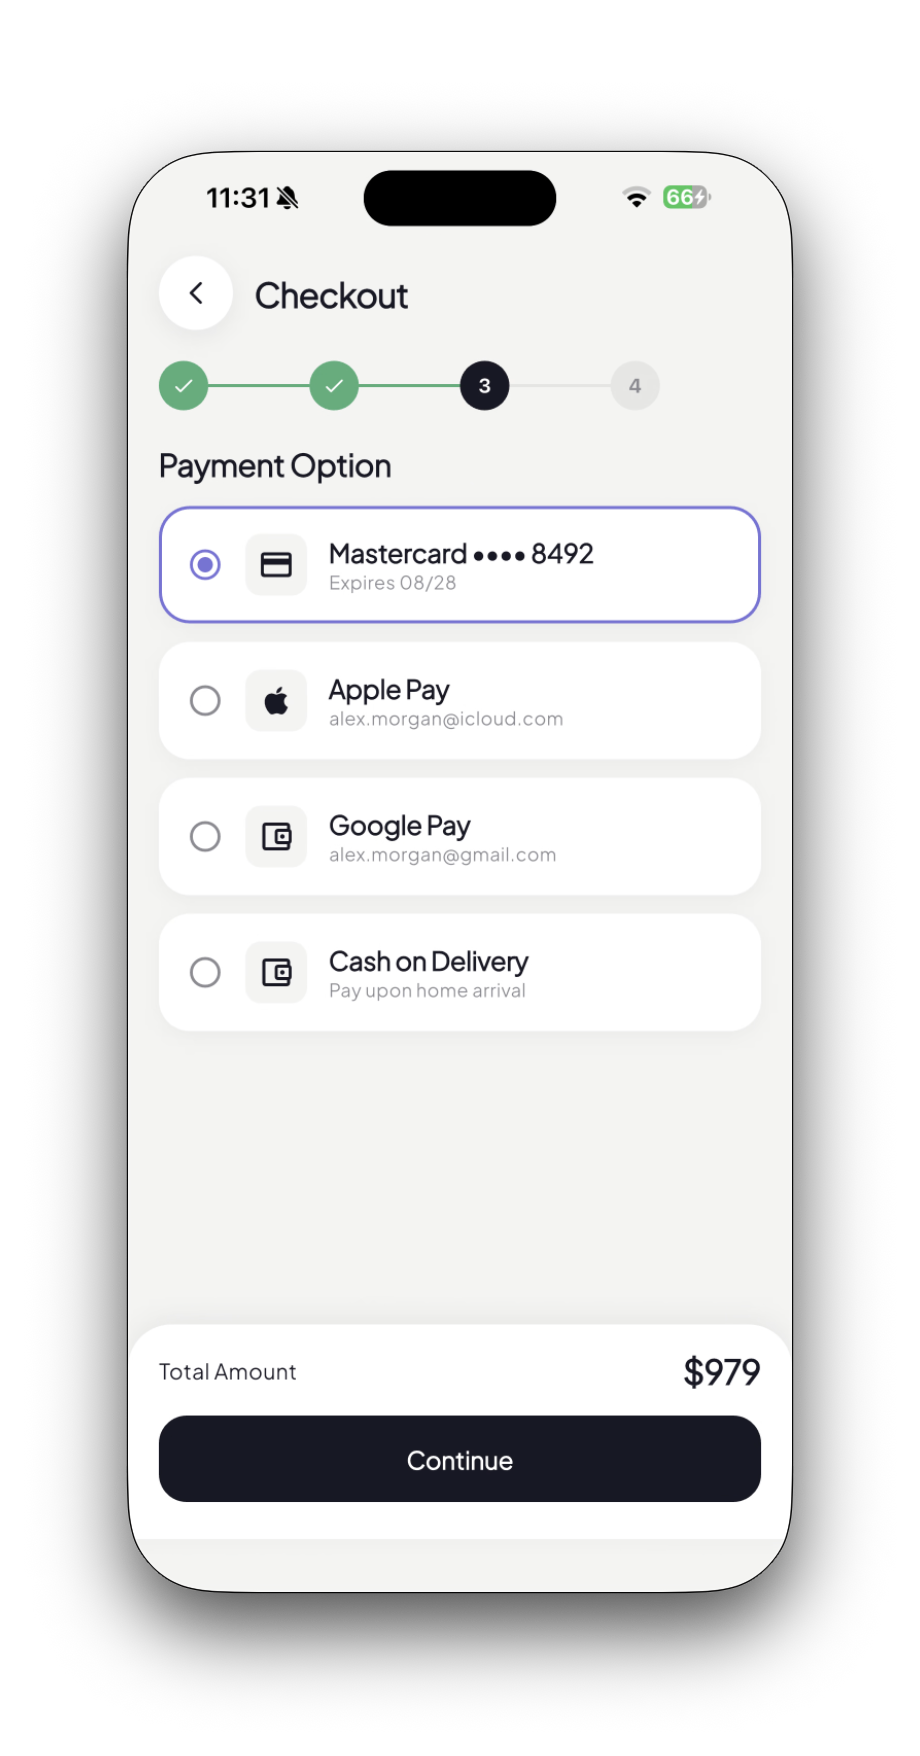 11:31
66
Checkout
3
4
Payment Option
Mastercard •••• 8492
Expires 08/28
Apple Pay
alex.morgan@icloud.com
Google Pay
alex.morgan@gmail.com
Cash on Delivery
Pay upon home arrival
Total Amount
$979
Continue